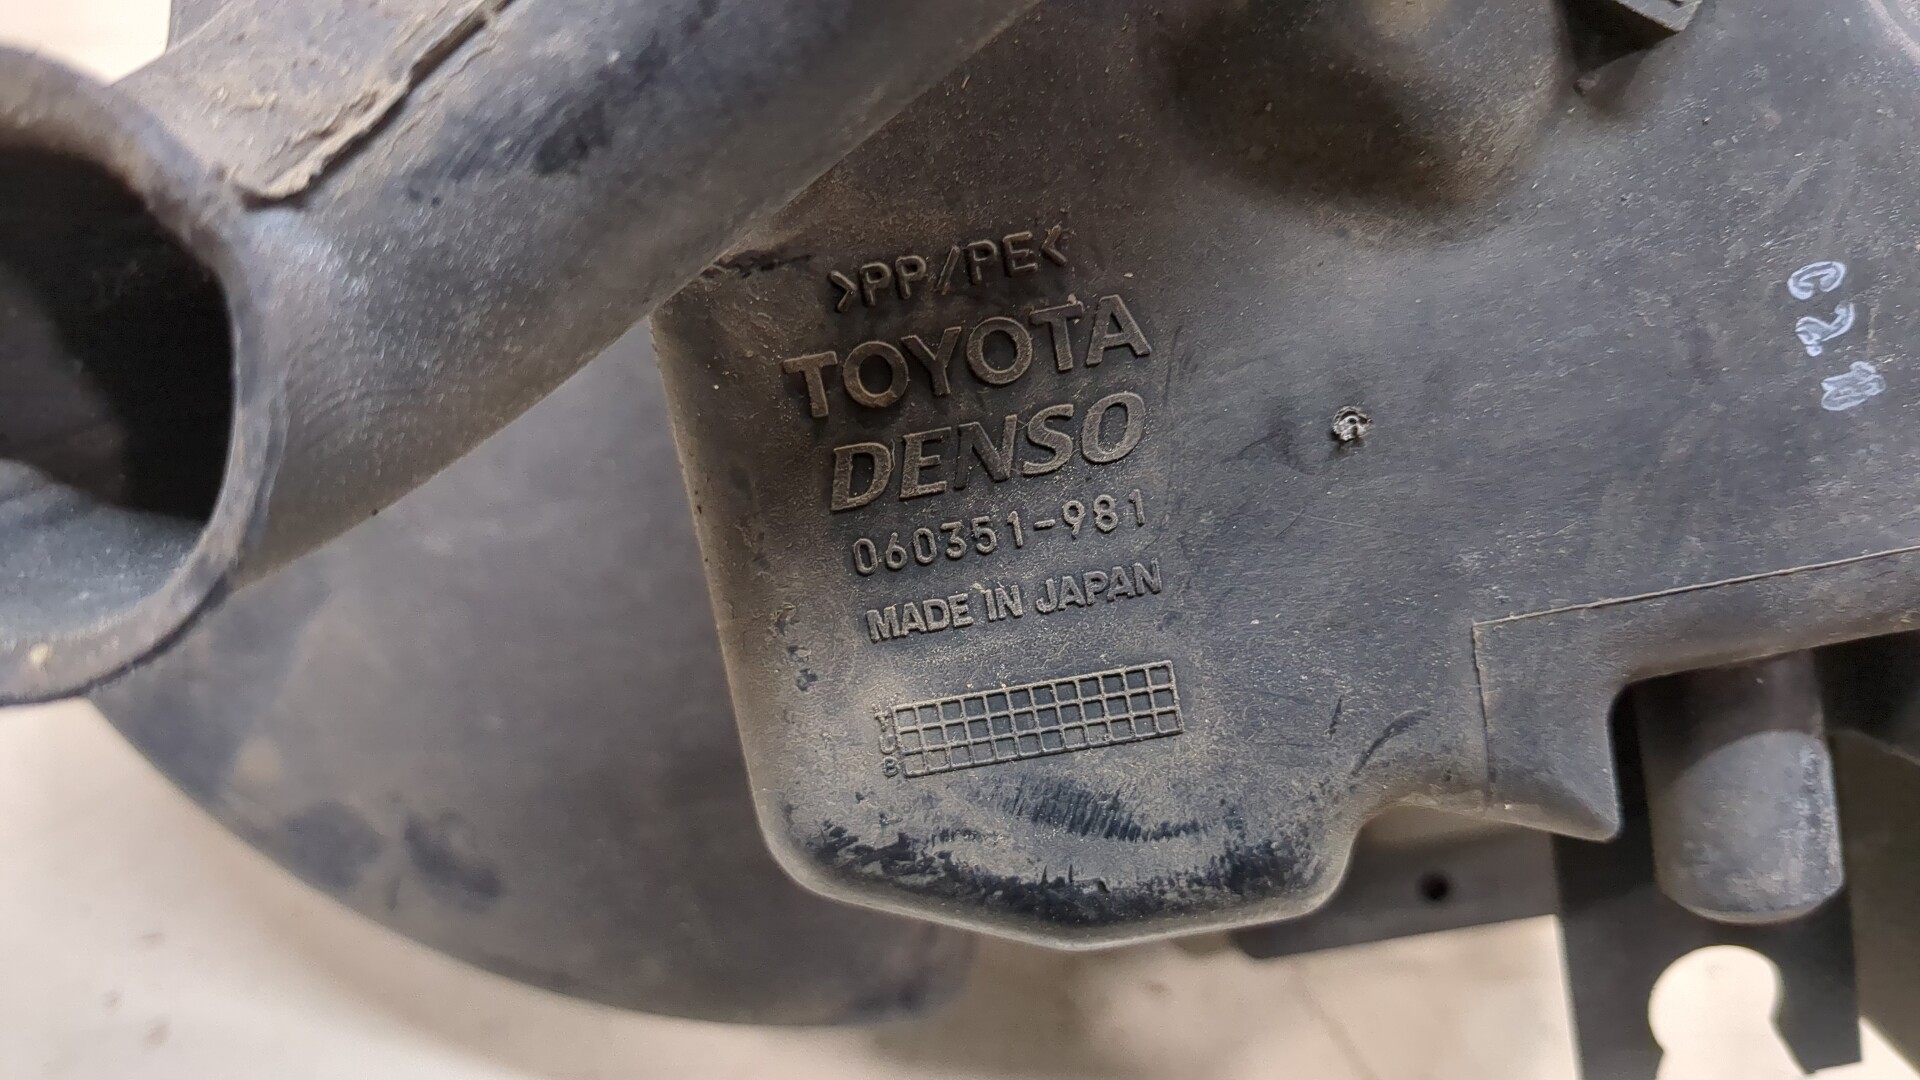 >PP/PE<
TOYOTA
DENSO
060351-981
MADE IN JAPAN
T
U
B